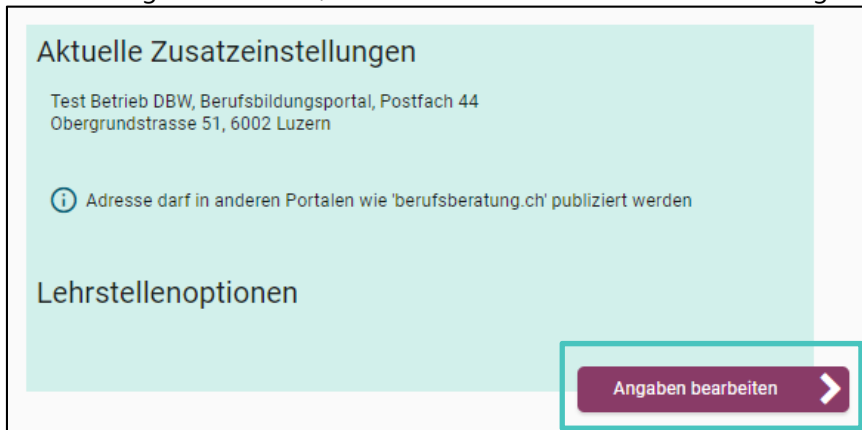 Aktuelle Zusatzeinstellungen
Test Betrieb DBW, Berufsbildungsportal, Postfach 44
Obergrundstrasse 51, 6002 Luzern
Adresse darf in anderen Portalen wie 'berufsberatung.ch' publiziert werden
Lehrstellenoptionen
Angaben bearbeiten